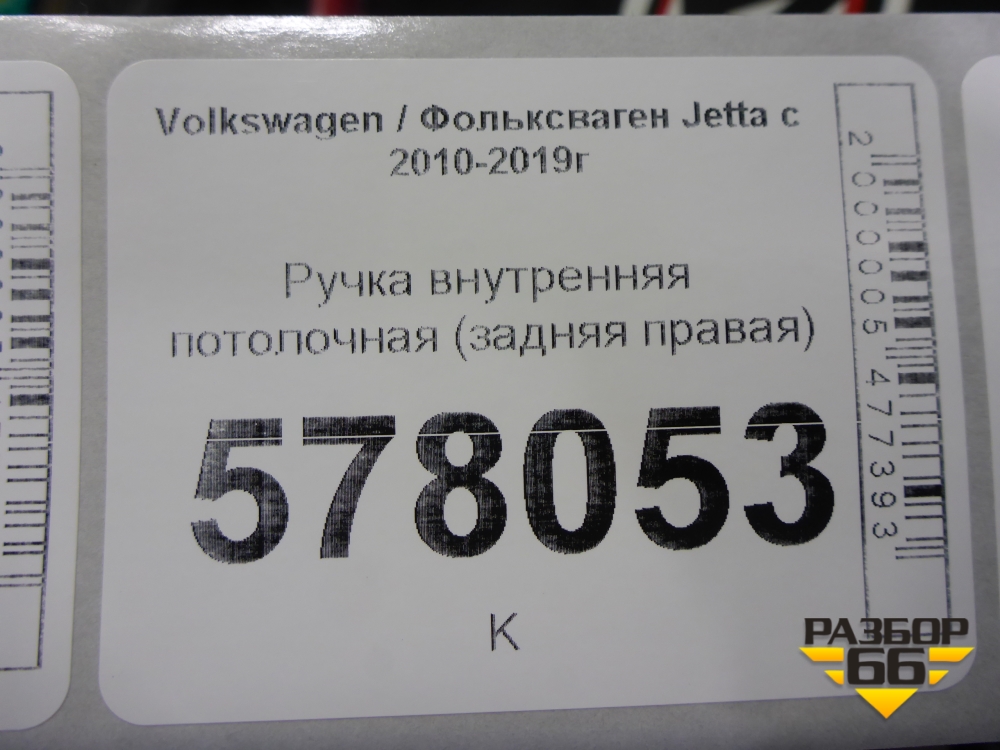 Volkswagen / Фольксваген Jetta с
2010-2019г
Ручка внутренняя
потолочная (задняя правая)
578053
К
2000005477393
РАЗБОР
66